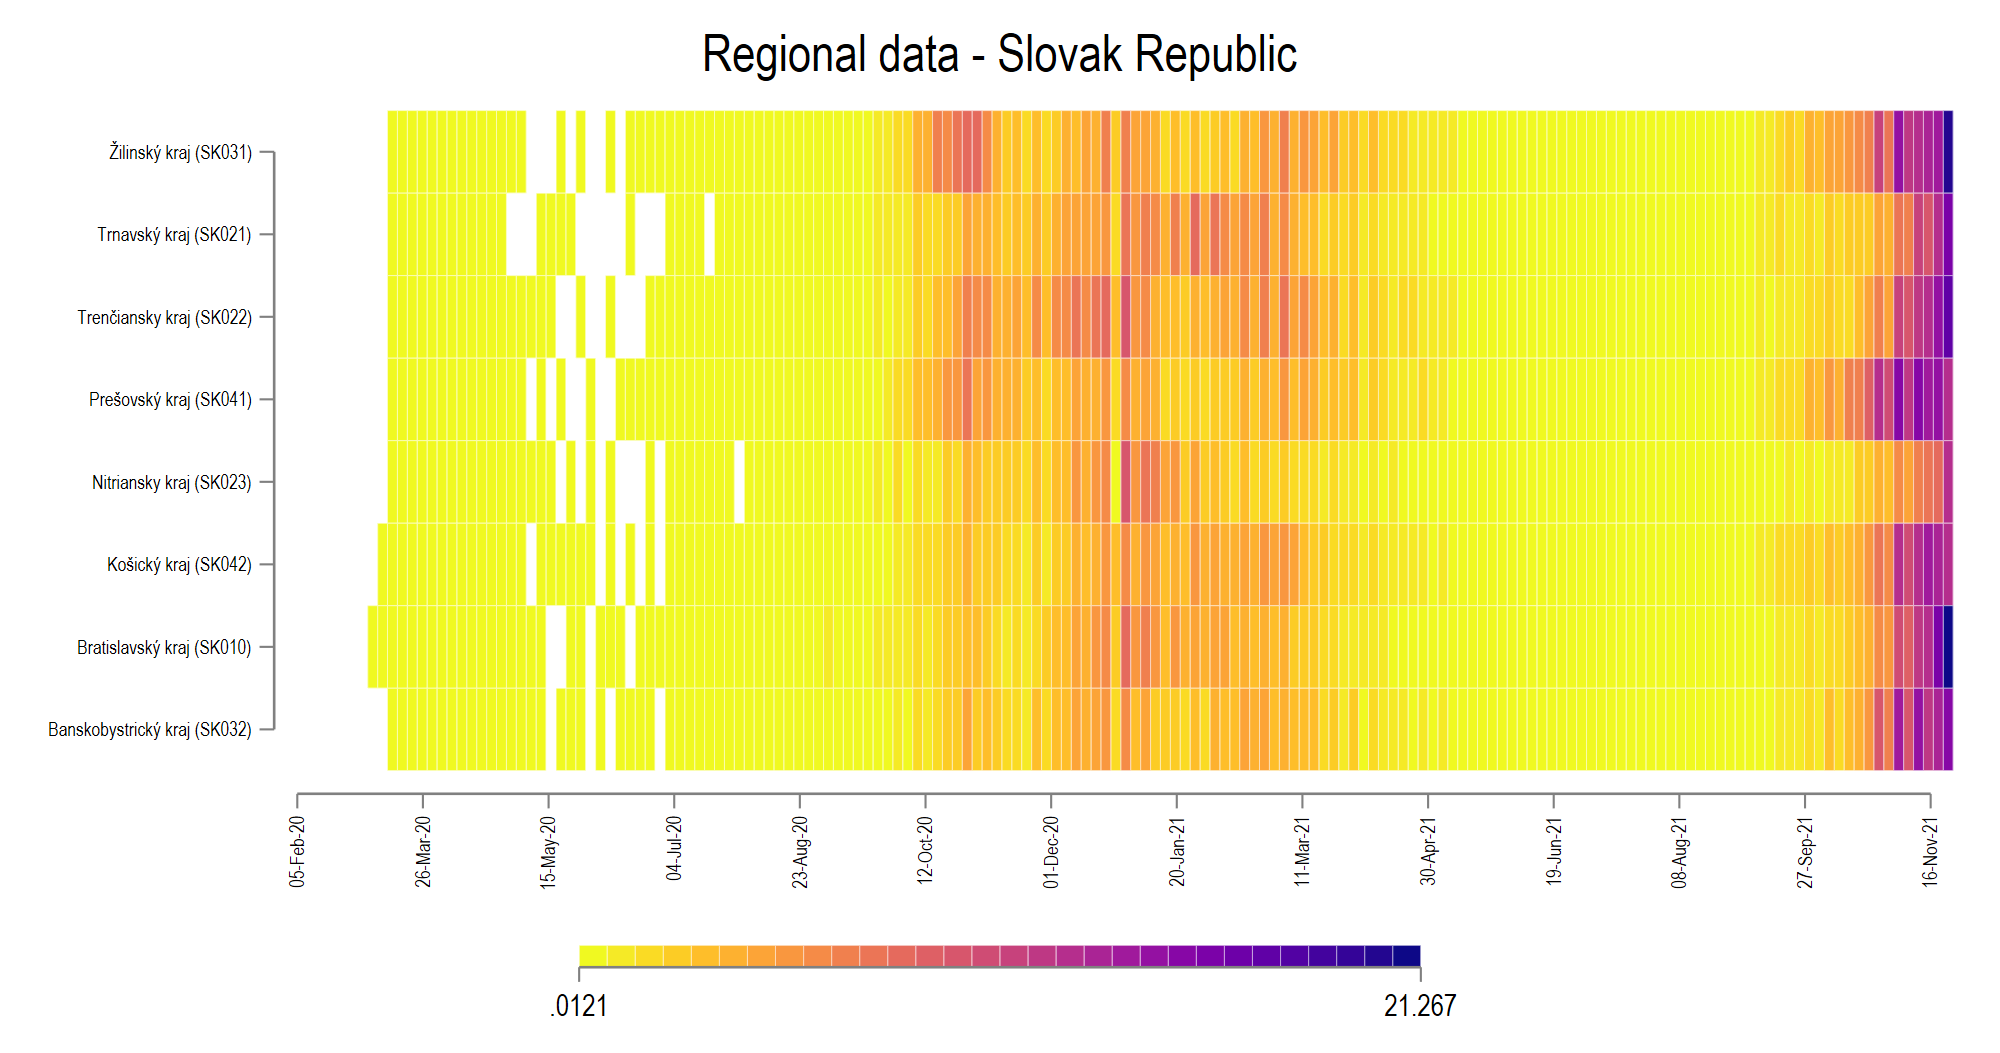 Regional data - Slovak Republic
Žilinský kraj (SK031)
Trnavský kraj (SK021)
Trenčiansky kraj (SK022)
Prešovský kraj (SK041)
Nitriansky kraj (SK023)
Košický kraj (SK042)
Bratislavský kraj (SK010)
Banskobystrický kraj (SK032)
05-Feb-20
26-Mar-20
15-May-20
04-Jul-20
23-Aug-20
12-Oct-20
01-Dec-20
20-Jan-21
11-Mar-21
30-Apr-21
19-Jun-21
08-Aug-21
27-Sep-21
16-Nov-21
.0121
21.267